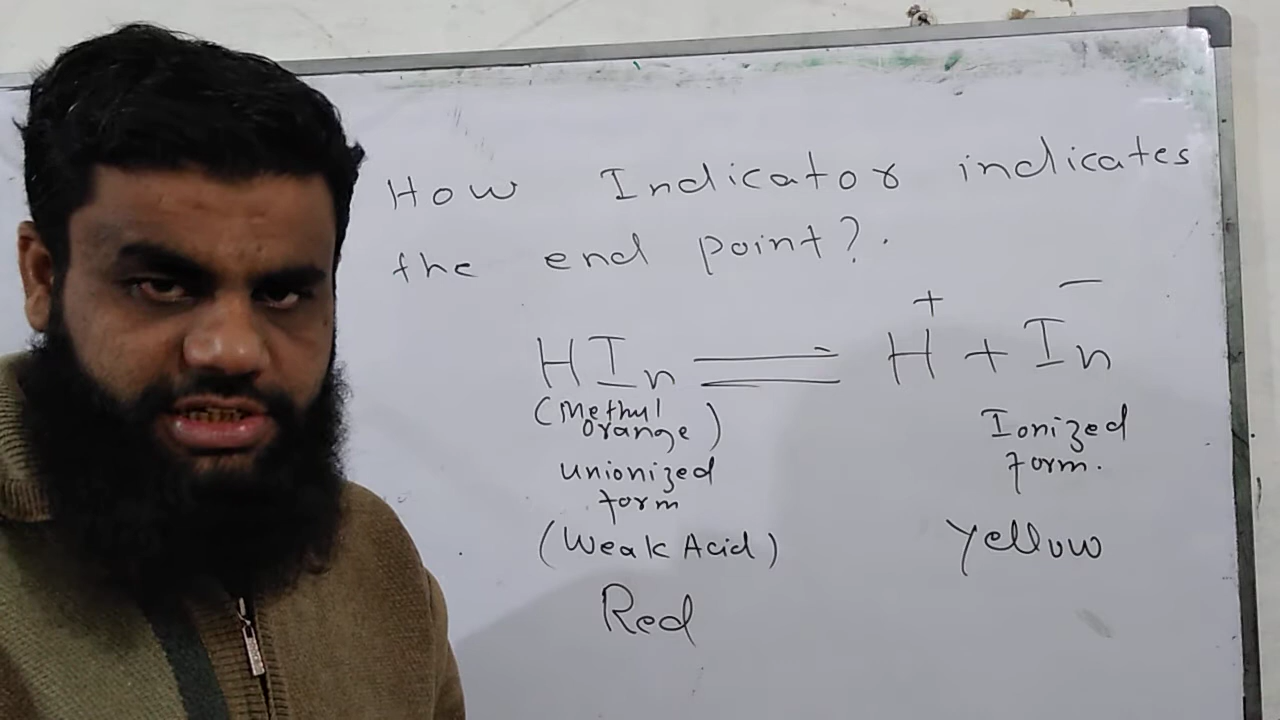 How Indicator indicates
the end point?.
HIn ⇌ H⁺ + In⁻
(Methyl
Orange)
unionized
form
(Weak Acid)
Red
Ionized
form.
Yellow